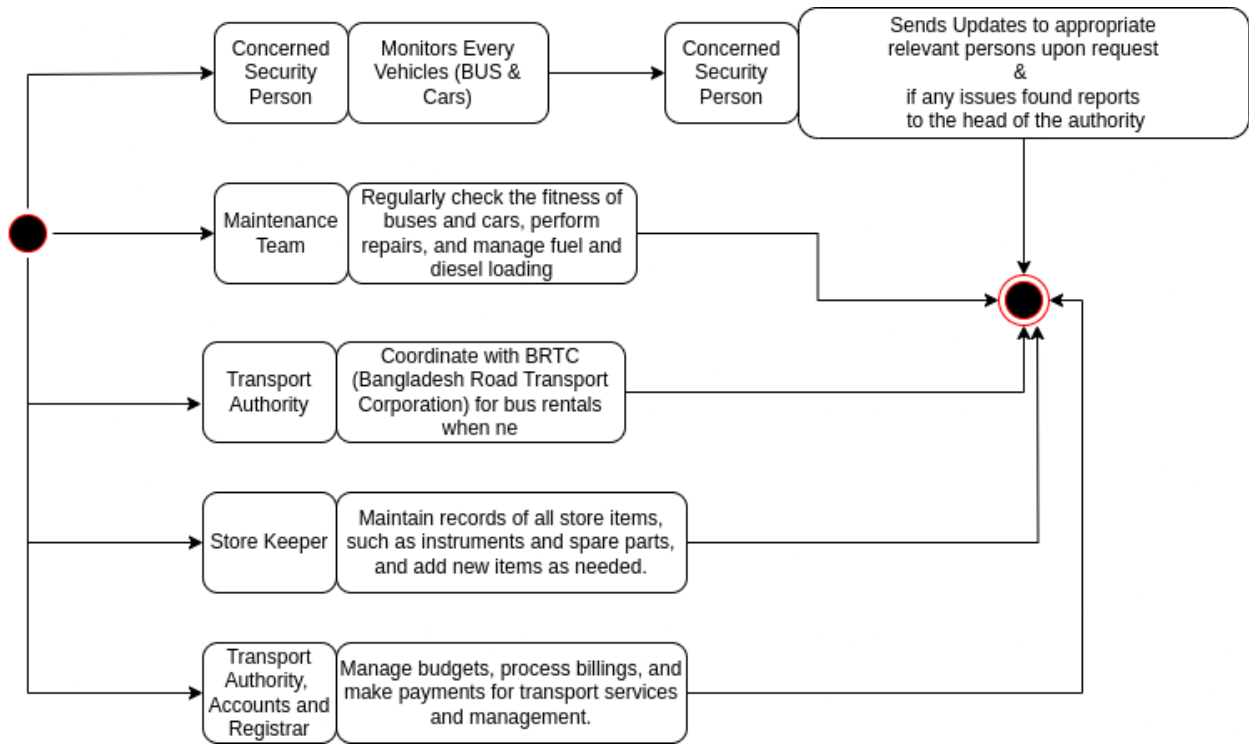 Concerned
Security
Person
Monitors Every
Vehicles (BUS &
Cars)
Concerned
Security
Person
Sends Updates to appropriate
relevant persons upon request
&
if any issues found reports
to the head of the authority
Maintenance
Team
Regularly check the fitness of
buses and cars, perform
repairs, and manage fuel and
diesel loading
Transport
Authority
Coordinate with BRTC
(Bangladesh Road Transport
Corporation) for bus rentals
when ne
Store Keeper
Maintain records of all store items,
such as instruments and spare parts,
and add new items as needed.
Transport
Authority,
Accounts and
Registrar
Manage budgets, process billings, and
make payments for transport services
and management.